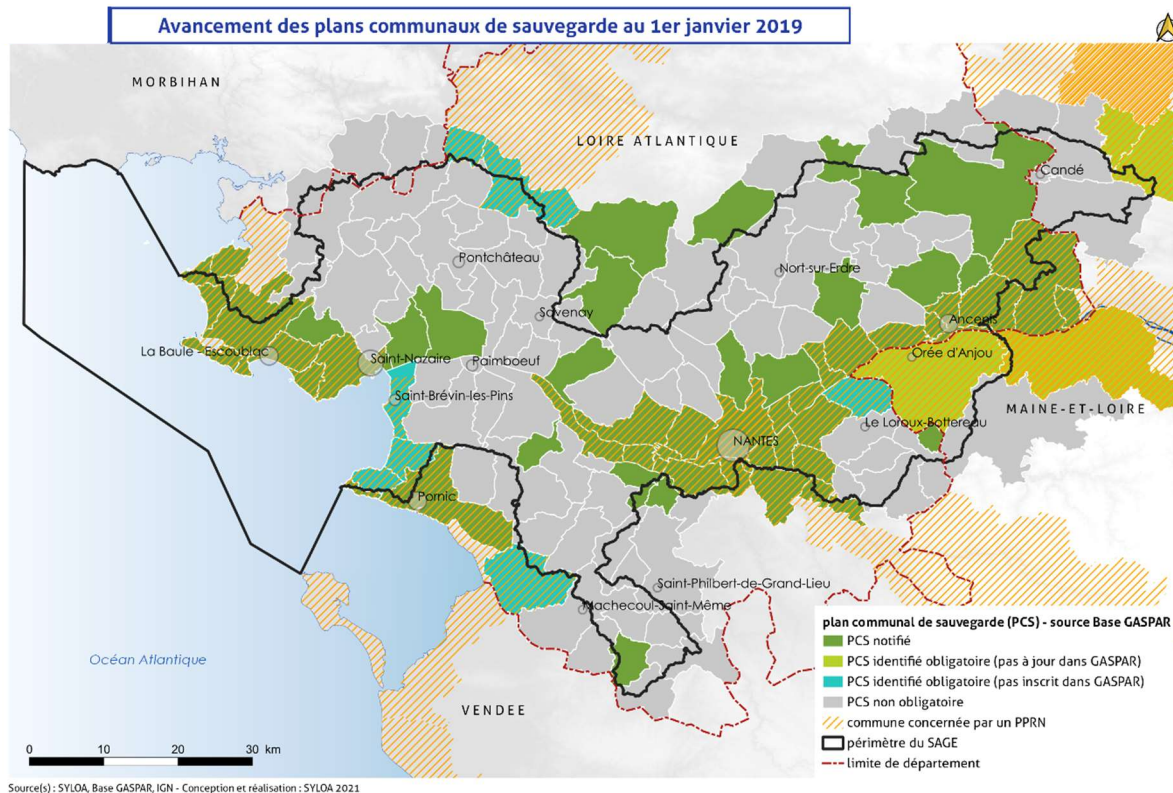 Avancement des plans communaux de sauvegarde au 1er janvier 2019
MORBIHAN
LOIRE ATLANTIQUE
Candé
Pontchâteau
Nort-sur-Erdre
Savenay
Ancenis
La Baule - Escoublac
Saint-Nazaire
Paimboeuf
Orée d'Anjou
Saint-Brévin-les-Pins
MAINE-ET-LOIRE
Le Loroux-Bottereau
NANTES
Pornic
Saint-Philbert-de-Grand-Lieu
Machecoul-Saint-Même
Océan Atlantique
VENDEE
plan communal de sauvegarde (PCS) - source Base GASPAR
PCS notifié
PCS identifié obligatoire (pas à jour dans GASPAR)
PCS identifié obligatoire (pas inscrit dans GASPAR)
PCS non obligatoire
commune concernée par un PPRN
périmètre du SAGE
limite de département
0 10 20 30 km
Source(s) : SYLOA, Base GASPAR, IGN - Conception et réalisation : SYLOA 2021